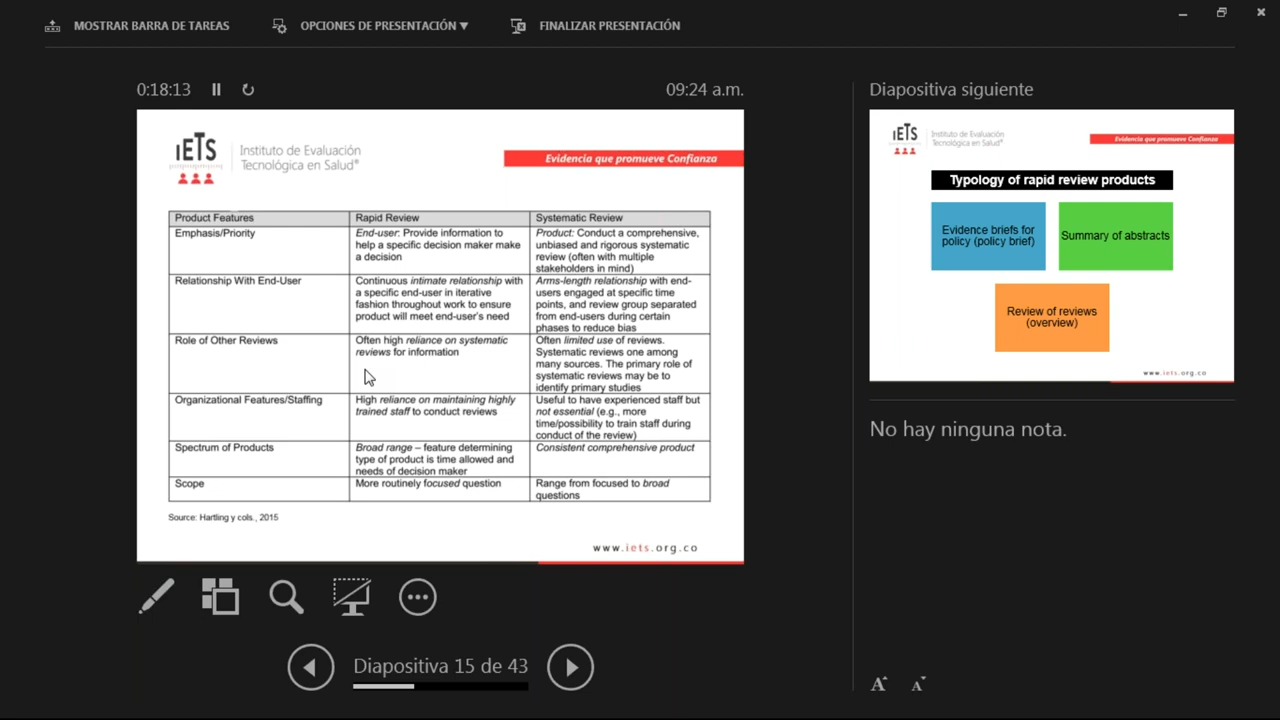 MOSTRAR BARRA DE TAREAS
OPCIONES DE PRESENTACIÓN ▼
FINALIZAR PRESENTACIÓN
0:18:13
09:24 a.m.
IETS
Instituto de Evaluación
Tecnológica en Salud®
Evidencia que promueve Confianza
Product Features
Rapid Review
Systematic Review
Emphasis/Priority
End-user: Provide information to
help a specific decision maker make
a decision
Product: Conduct a comprehensive,
unbiased and rigorous systematic
review (often with multiple
stakeholders in mind)
Relationship With End-User
Continuous intimate relationship with
a specific end-user in iterative
fashion throughout work to ensure
product will meet end-user's need
Arms-length relationship with end-
users engaged at specific time
points, and review group separated
from end-users during certain
phases to reduce bias
Role of Other Reviews
Often high reliance on systematic
reviews for information
Often limited use of reviews.
Systematic reviews one among
many sources. The primary role of
systematic reviews may be to
identify primary studies
Organizational Features/Staffing
High reliance on maintaining highly
trained staff to conduct reviews
Useful to have experienced staff but
not essential (e.g., more
time/possibility to train staff during
conduct of the review)
Spectrum of Products
Broad range – feature determining
type of product is time allowed and
needs of decision maker
Consistent comprehensive product
Scope
More routinely focused question
Range from focused to broad
questions
Source: Hartling y cols., 2015
www.iets.org.co
Diapositiva 15 de 43
Diapositiva siguiente
IETS
Instituto de Evaluación
Tecnológica en Salud®
Evidencia que promueve Confianza
Typology of rapid review products
Evidence briefs for
policy (policy brief)
Summary of abstracts
Review of reviews
(overview)
www.iets.org.co
No hay ninguna nota.
A A